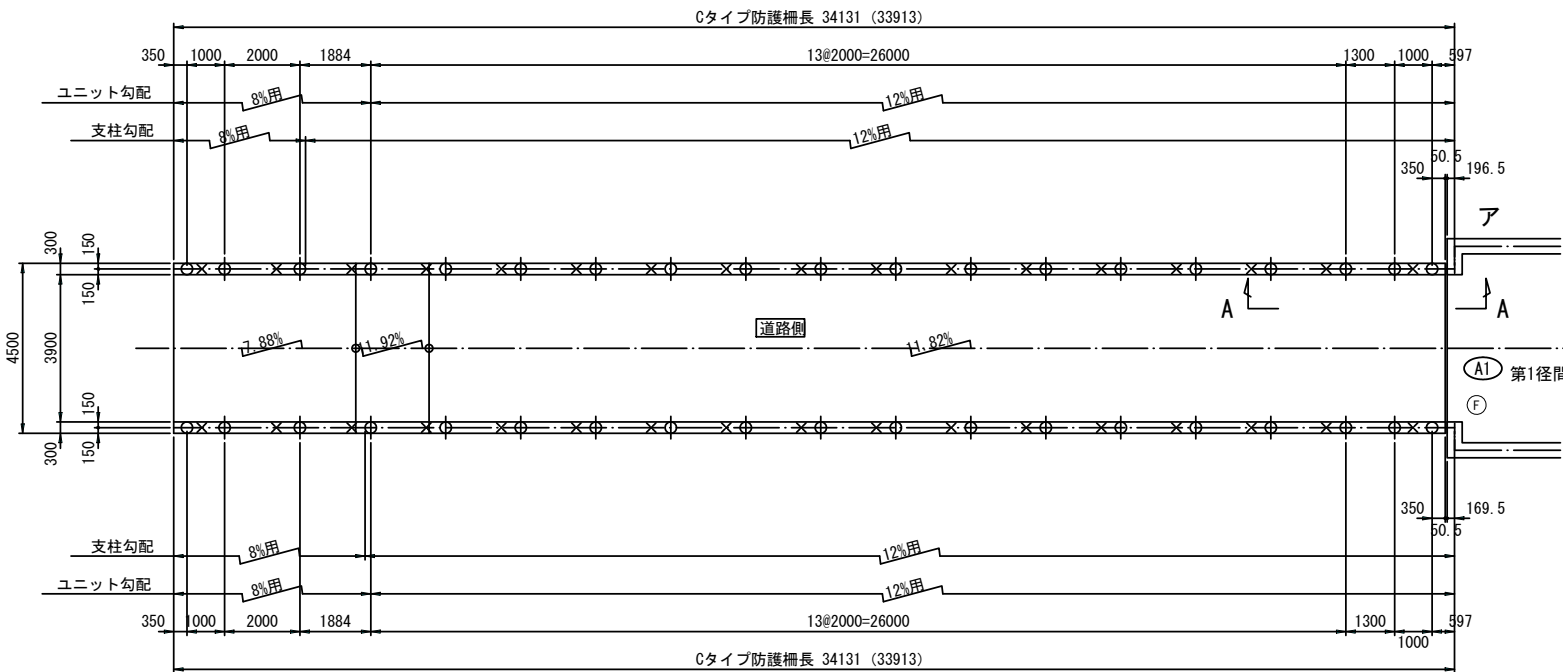 Cタイプ防護柵長 34131 (33913)
350 1000 2000 1884 13@2000=26000 1300 1000 597
ユニット勾配 8%用 12%用
支柱勾配 8%用 12%用
50.5
350 196.5
ア
300 150
150
A A
4500 3900
7.88% 11.92% 道路側 11.82%
A1 第1径間
F
150
300 150
350 169.5
50.5
支柱勾配 8%用 12%用
ユニット勾配 8%用 12%用
350 1000 2000 1884 13@2000=26000 1300 597
1000
Cタイプ防護柵長 34131 (33913)